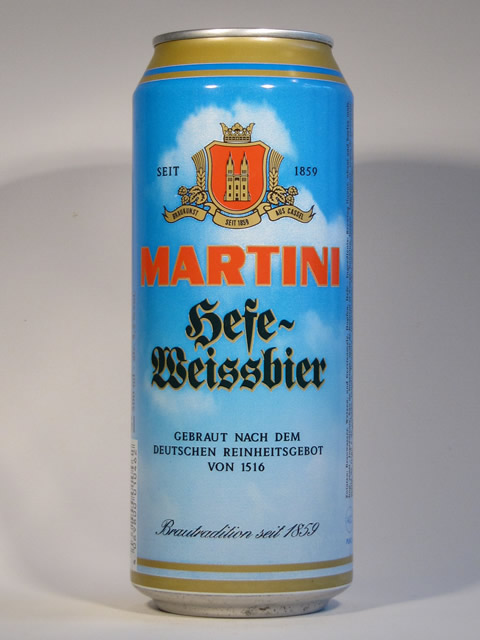 SEIT 1859
BRAUKUNST SEIT 1859 AUS CASSEL
MARTINI
Hefe-
Weissbier
GEBRAUT NACH DEM
DEUTSCHEN REINHEITSGEBOT
VON 1516
Brautradition seit 1859